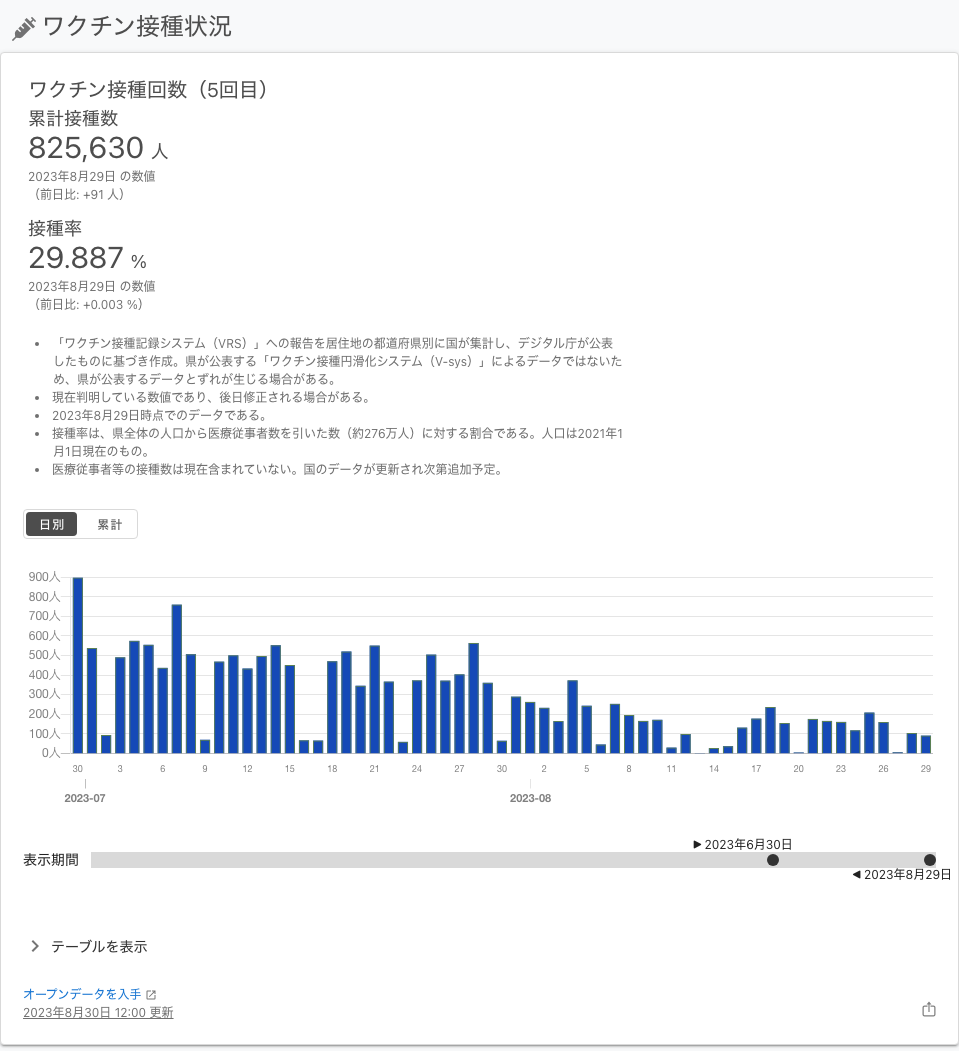 ワクチン接種状況
ワクチン接種回数（5回目）
累計接種数
825,630 人
2023年8月29日 の数値
（前日比: +91 人）
接種率
29.887 %
2023年8月29日 の数値
（前日比: +0.003 %）
• 「ワクチン接種記録システム（VRS）」への報告を居住地の都道府県別に国が集計し、デジタル庁が公表
したものに基づき作成。県が公表する「ワクチン接種円滑化システム（V-sys）」によるデータではないた
め、県が公表するデータとずれが生じる場合がある。
• 現在判明している数値であり、後日修正される場合がある。
• 2023年8月29日時点でのデータである。
• 接種率は、県全体の人口から医療従事者数を引いた数（約276万人）に対する割合である。人口は2021年1
月1日現在のもの。
• 医療従事者等の接種数は現在含まれていない。国のデータが更新され次第追加予定。
日別 累計
900人
800人
700人
600人
500人
400人
300人
200人
100人
0人
30 3 6 9 12 15 18 21 24 27 30 2 5 8 11 14 17 20 23 26 29
2023-07 2023-08
▶ 2023年6月30日
表示期間
◀ 2023年8月29日
テーブルを表示
オープンデータを入手
2023年8月30日 12:00 更新